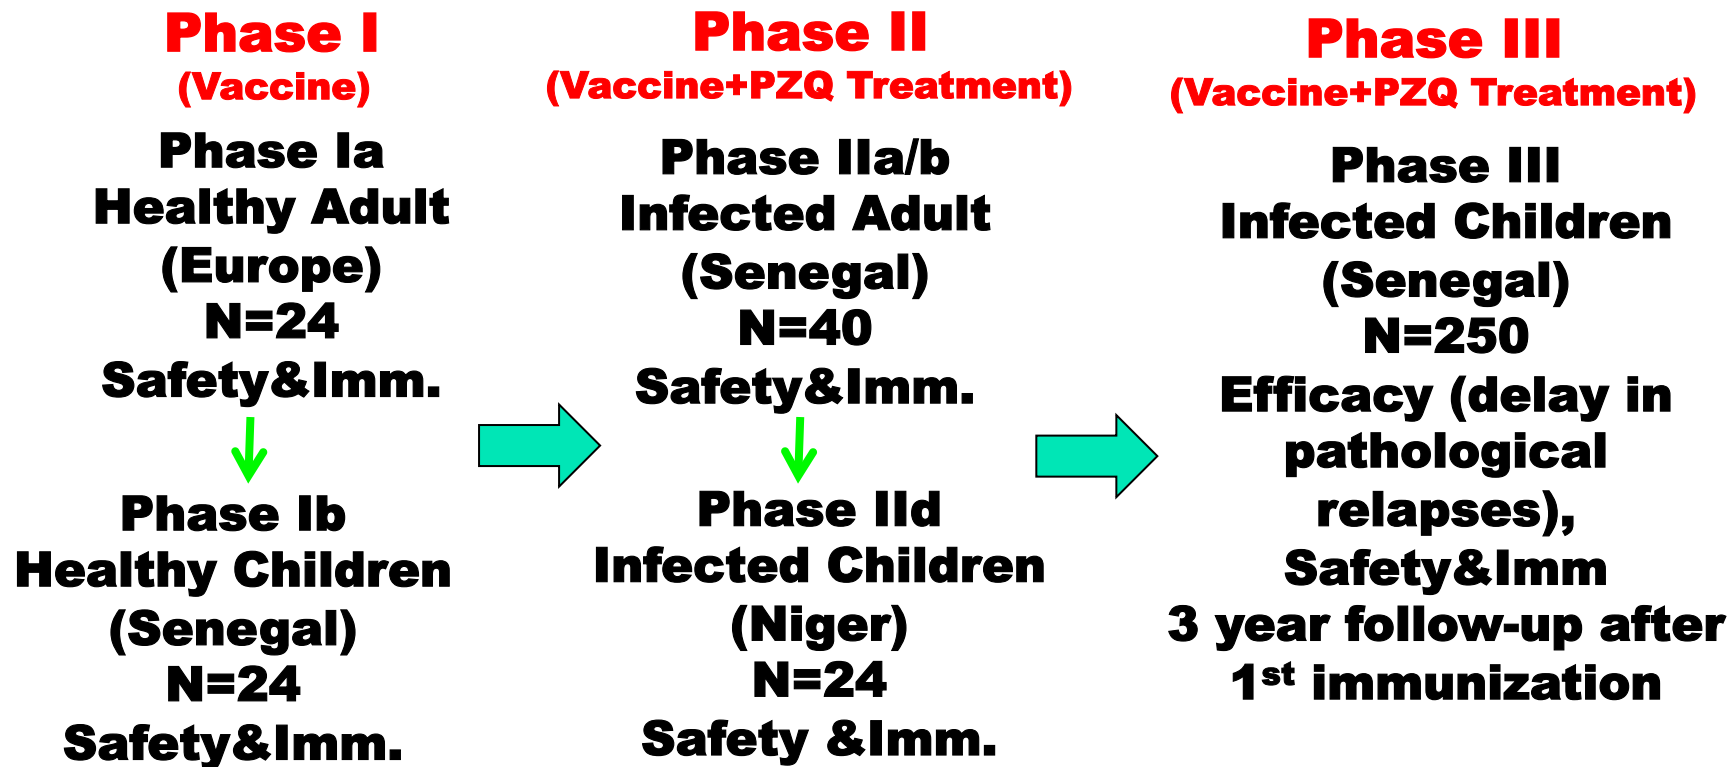 Phase I
(Vaccine)
Phase Ia
Healthy Adult
(Europe)
N=24
Safety&Imm.
Phase Ib
Healthy Children
(Senegal)
N=24
Safety&Imm.
Phase II
(Vaccine+PZQ Treatment)
Phase IIa/b
Infected Adult
(Senegal)
N=40
Safety&Imm.
Phase IId
Infected Children
(Niger)
N=24
Safety &Imm.
Phase III
(Vaccine+PZQ Treatment)
Phase III
Infected Children
(Senegal)
N=250
Efficacy (delay in
pathological
relapses),
Safety&Imm
3 year follow-up after
1st immunization